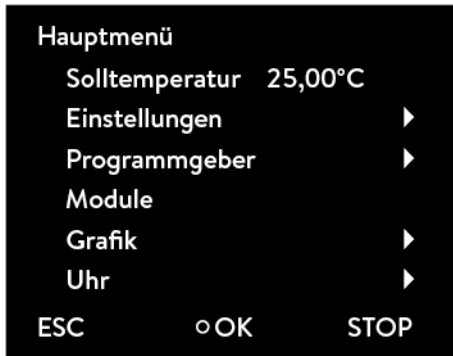 Hauptmenü
Solltemperatur 25,00°C
Einstellungen
Programmgeber
Module
Grafik
Uhr
ESC OK STOP